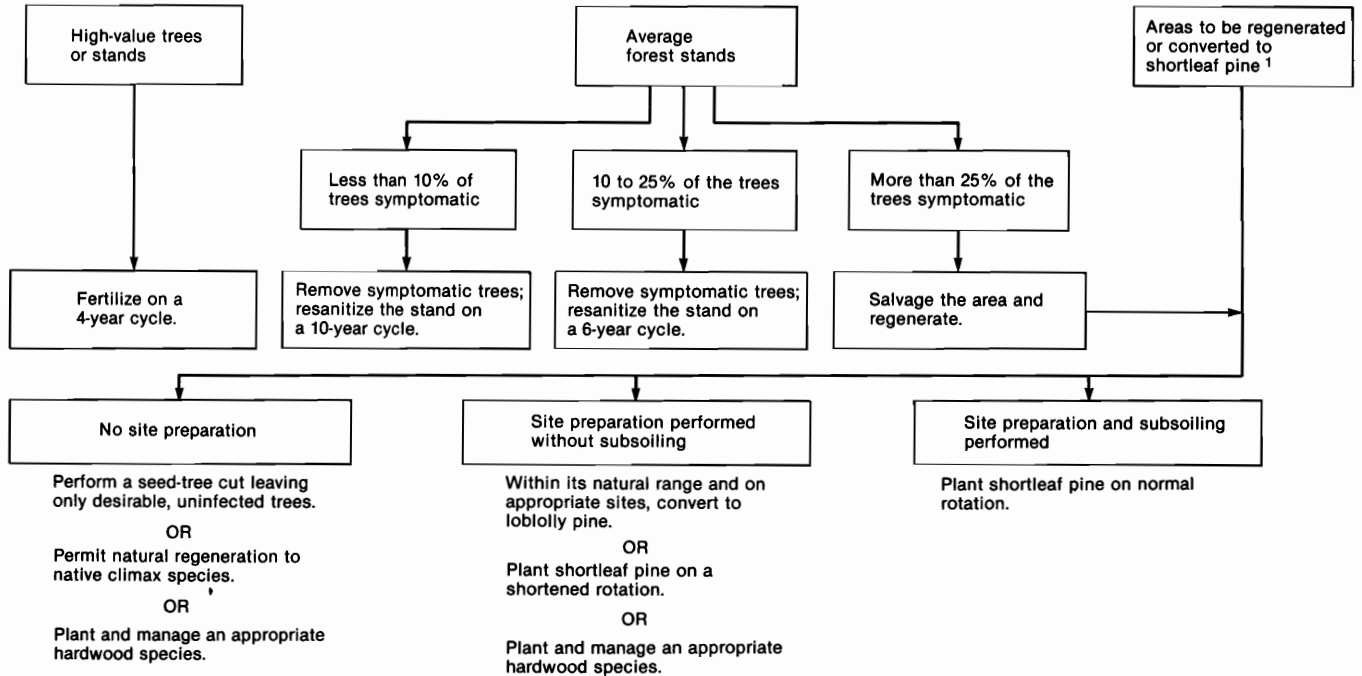 High-value trees
or stands
Average
forest stands
Areas to be regenerated
or converted to
shortleaf pine 1
Less than 10% of
trees symptomatic
10 to 25% of the trees
symptomatic
More than 25% of the
trees symptomatic
Fertilize on a
4-year cycle.
Remove symptomatic trees;
resanitize the stand on
a 10-year cycle.
Remove symptomatic trees;
resanitize the stand on
a 6-year cycle.
Salvage the area and
regenerate.
No site preparation
Site preparation performed
without subsoiling
Site preparation and subsoiling
performed
Perform a seed-tree cut leaving
only desirable, uninfected trees.
OR
Permit natural regeneration to
native climax species.
OR
Plant and manage an appropriate
hardwood species.
Within its natural range and on
appropriate sites, convert to
loblolly pine.
OR
Plant shortleaf pine on a
shortened rotation.
OR
Plant and manage an appropriate
hardwood species.
Plant shortleaf pine on normal
rotation.